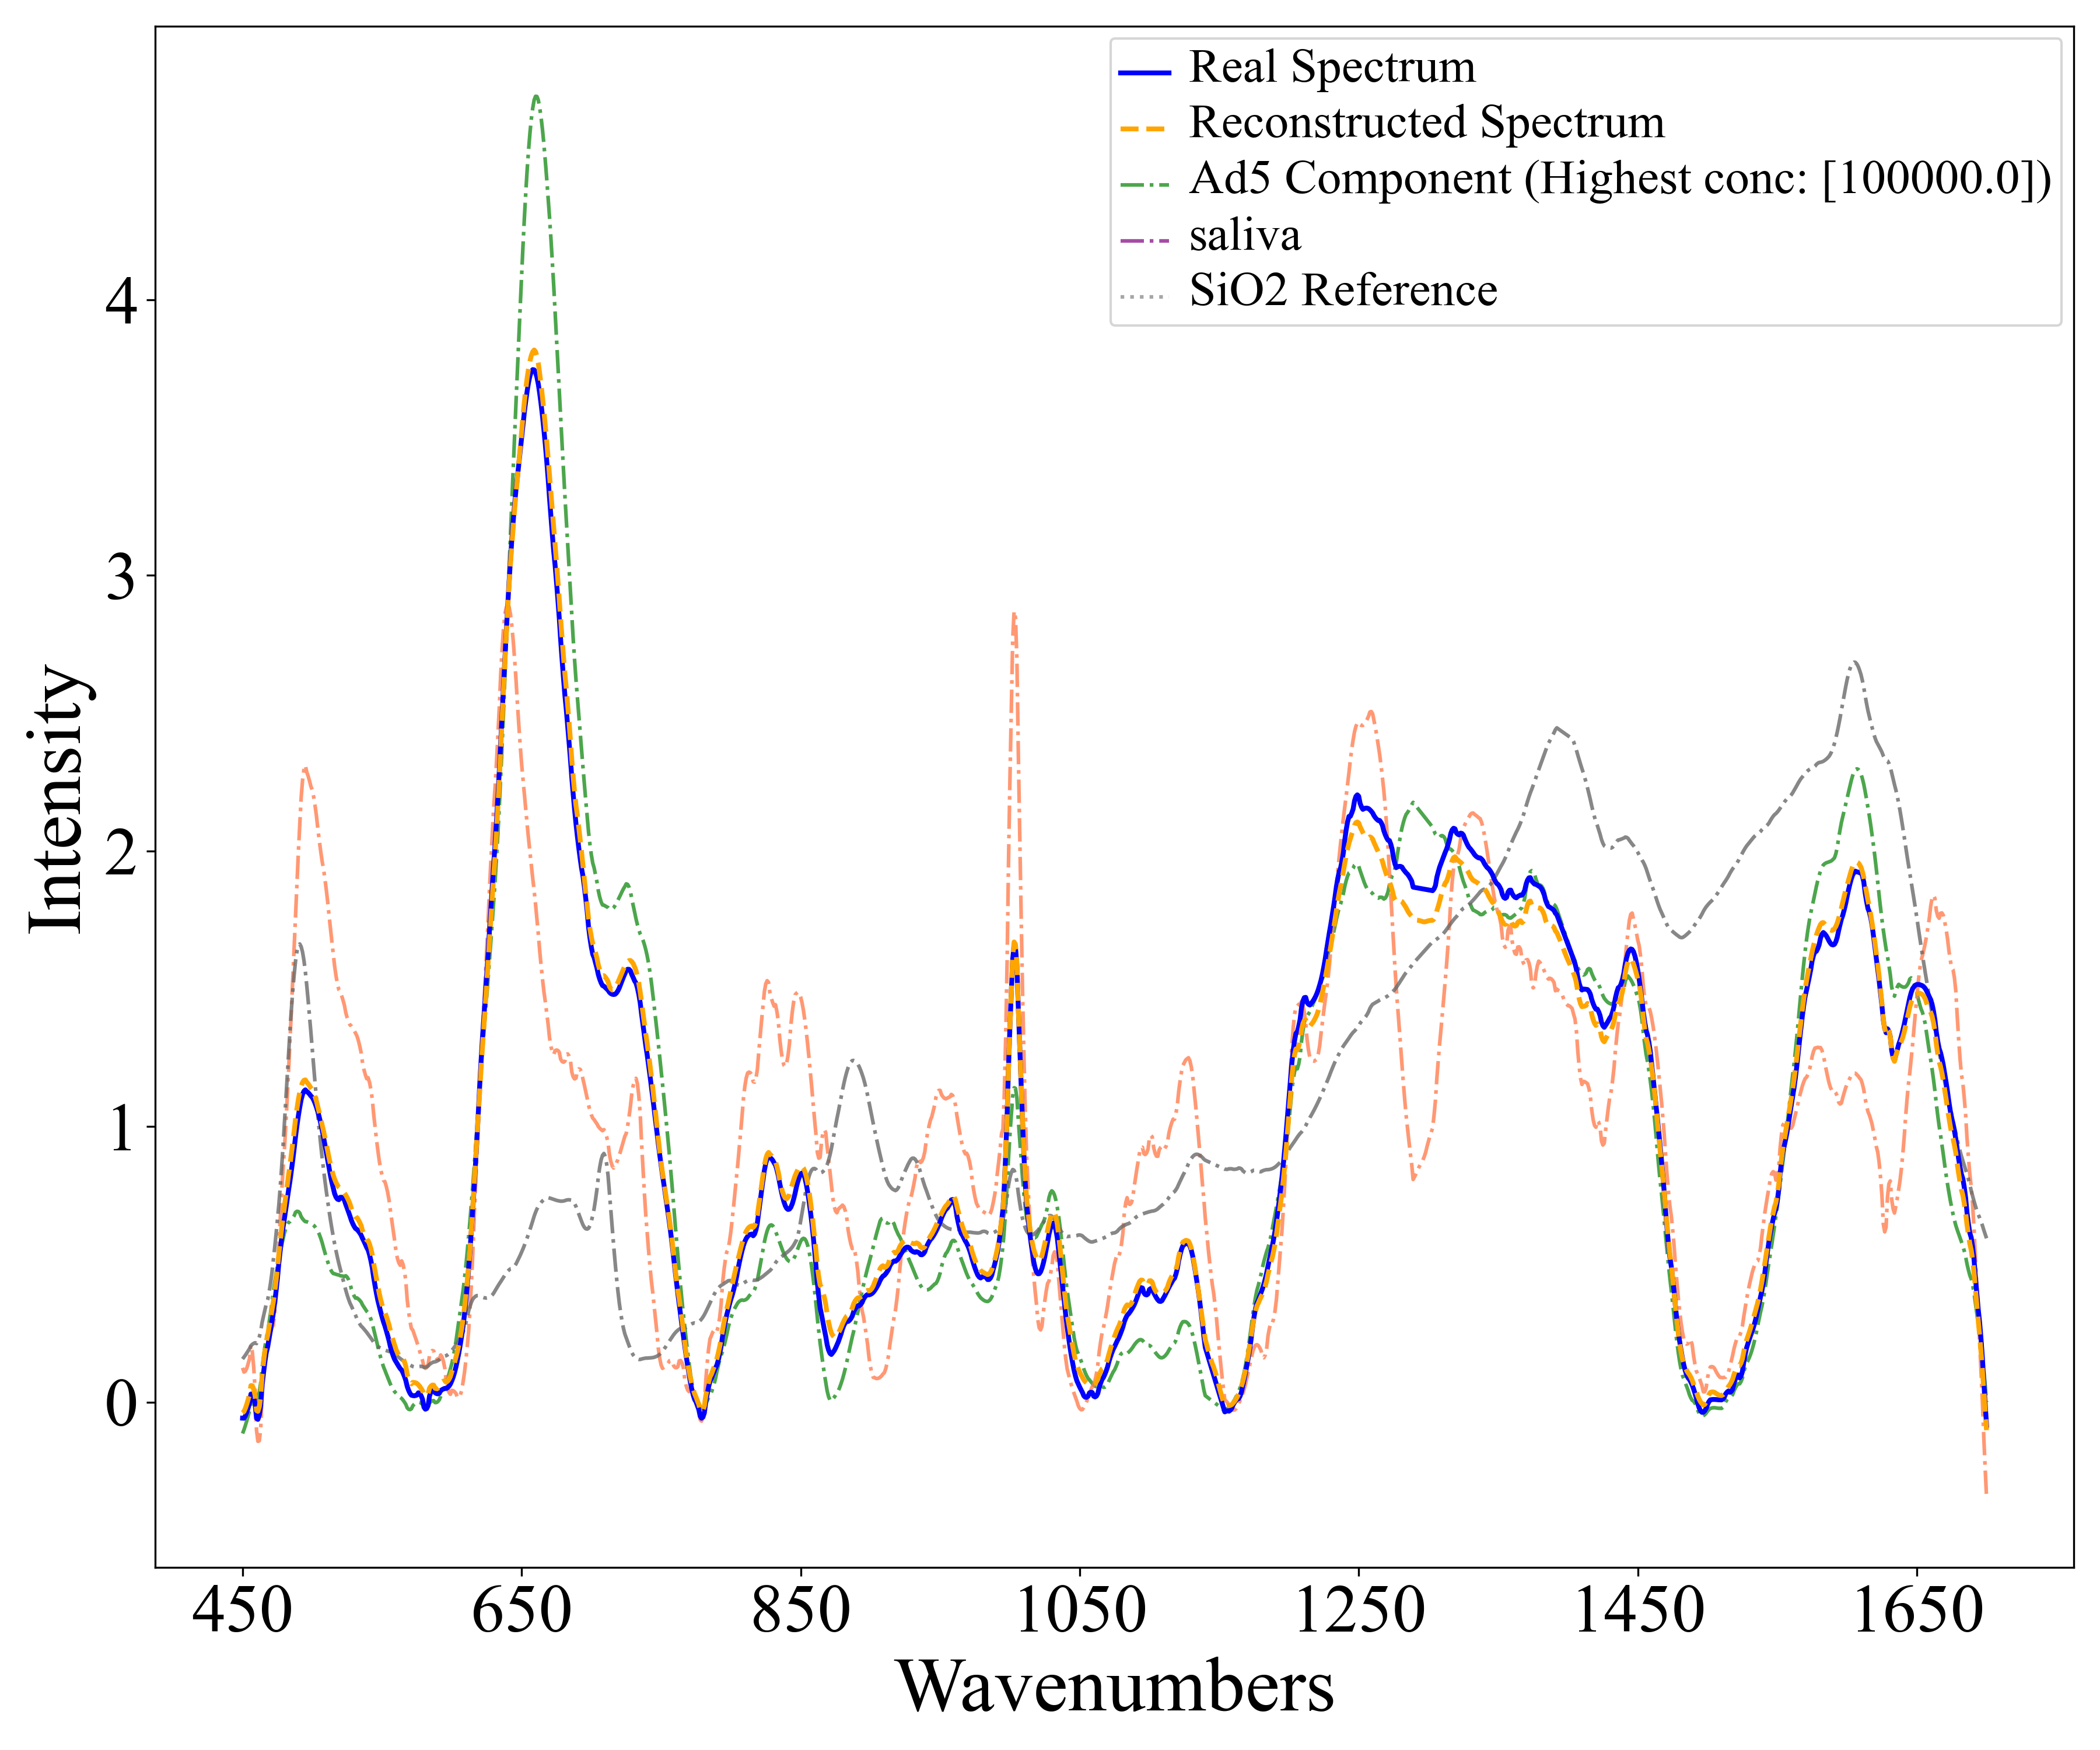 Real Spectrum
Reconstructed Spectrum
Ad5 Component (Highest conc: [100000.0])
saliva
SiO2 Reference
Intensity
4
3
2
1
0
450 650 850 1050 1250 1450 1650
Wavenumbers